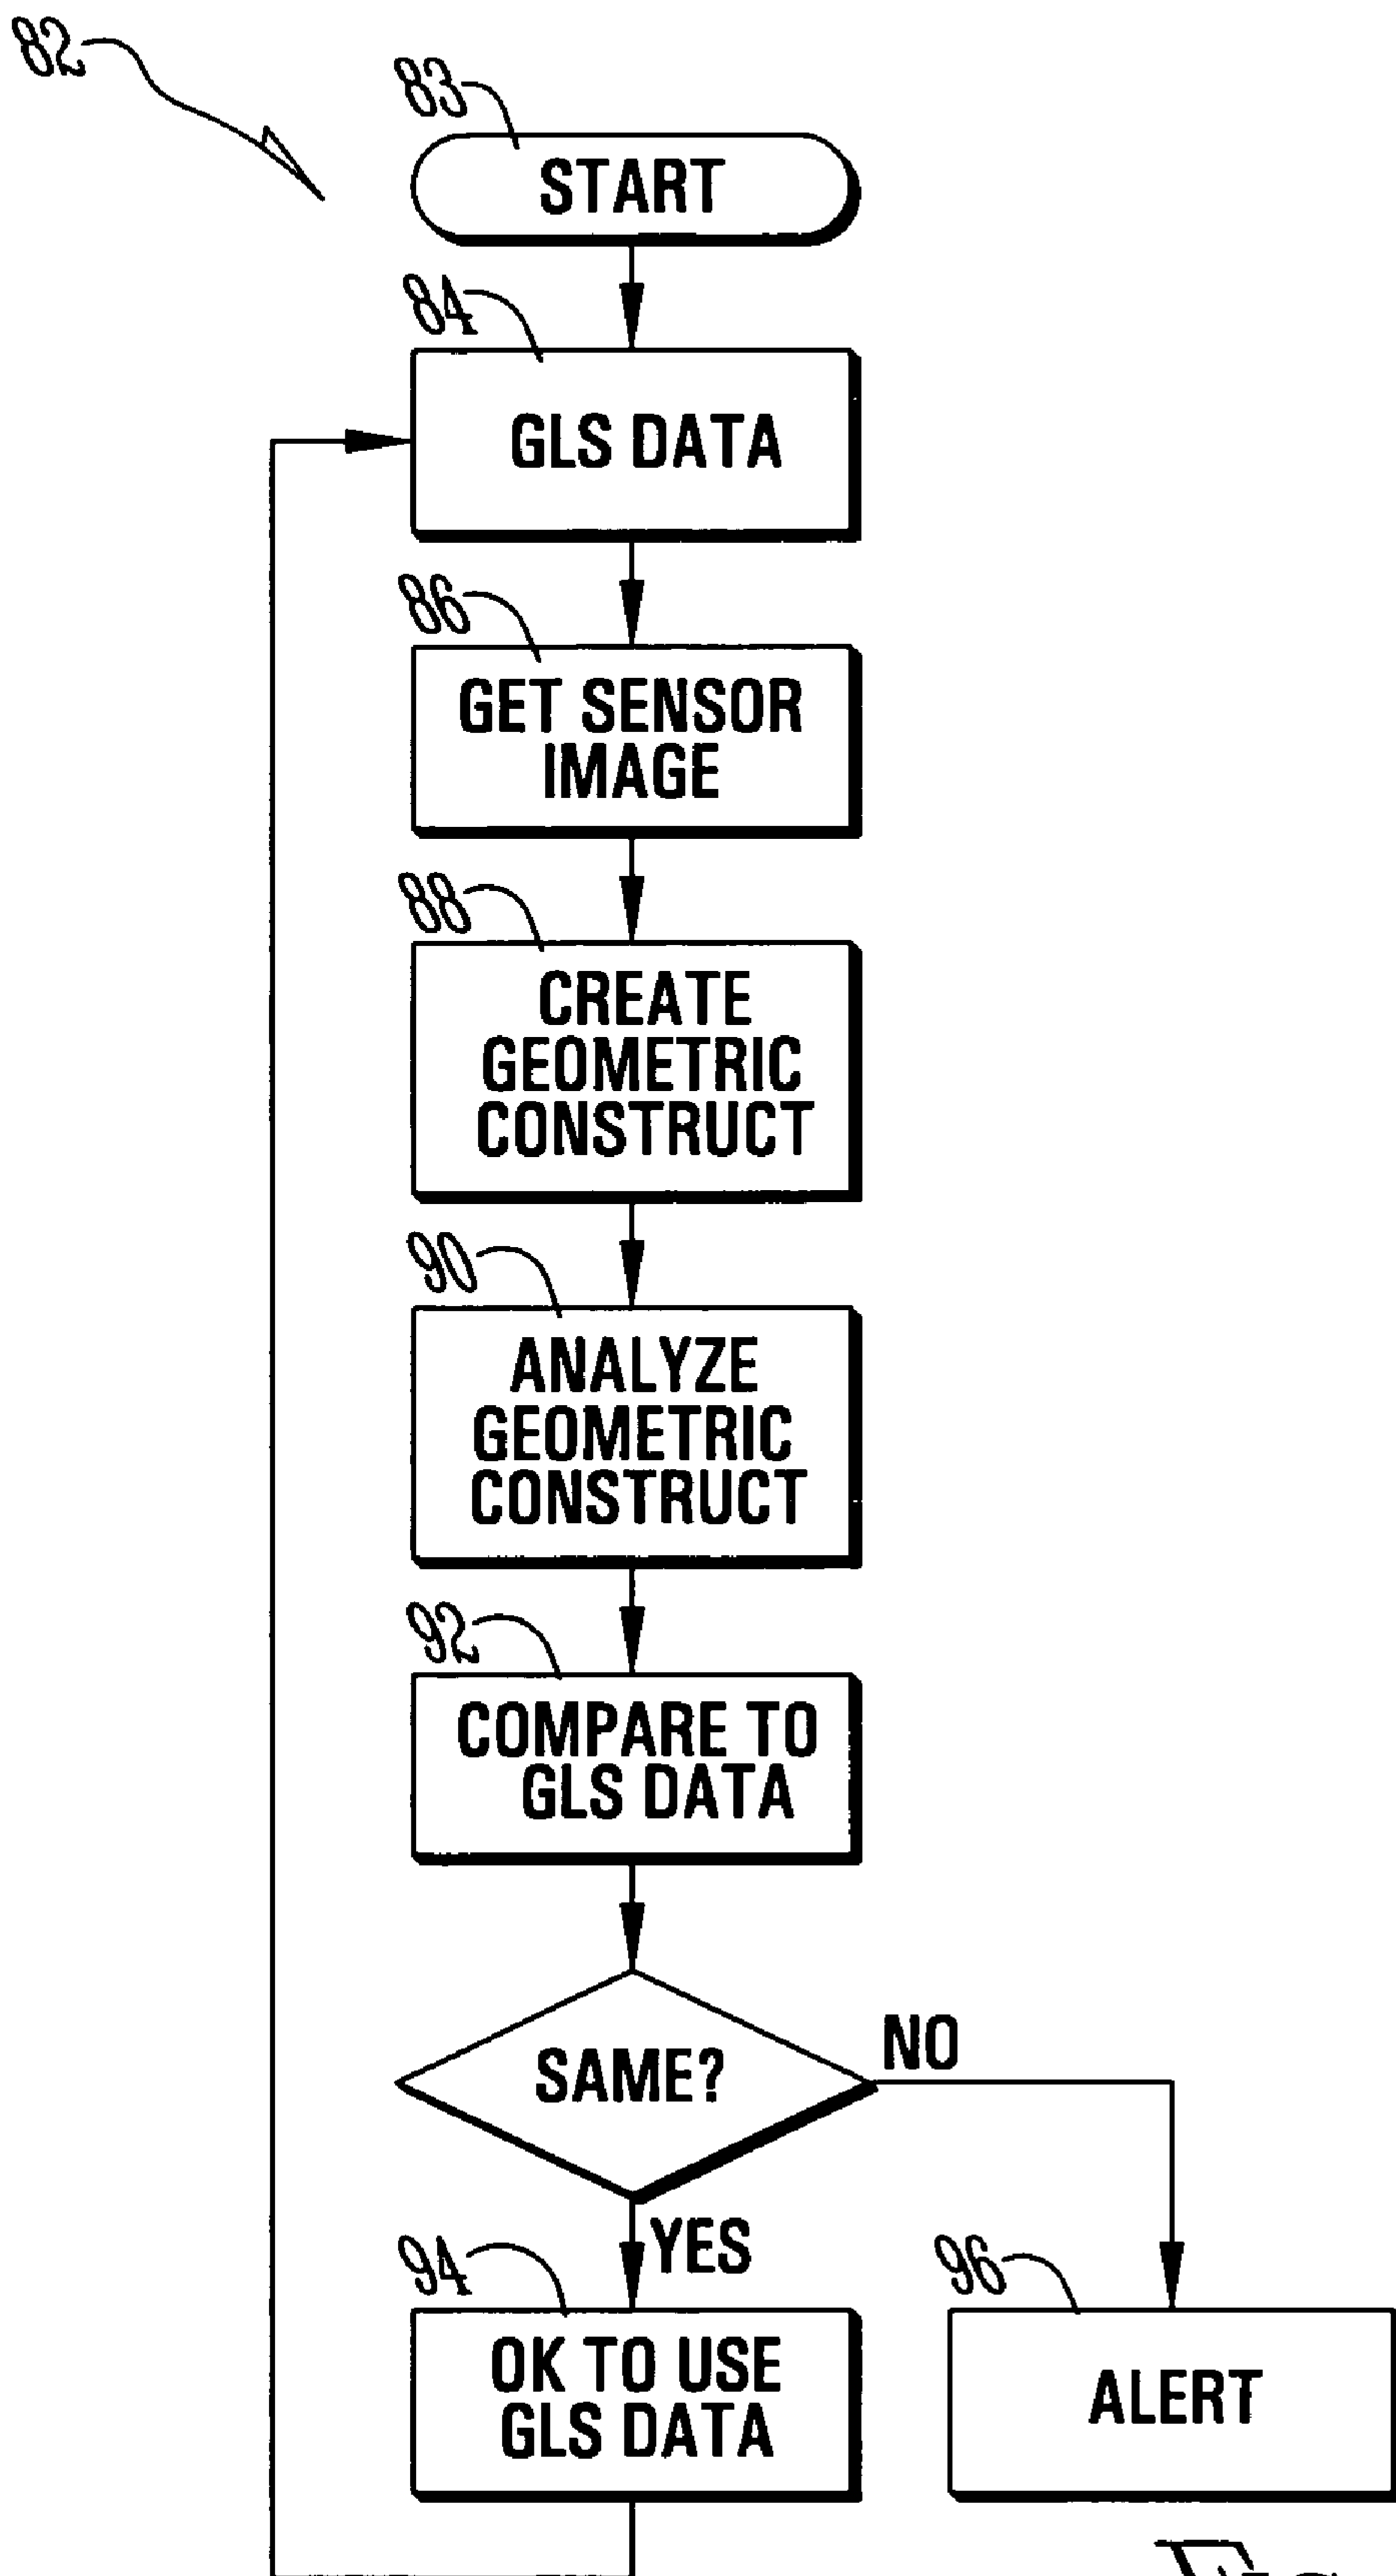 82
83
START
84
GLS DATA
86
GET SENSOR
IMAGE
88
CREATE
GEOMETRIC
CONSTRUCT
90
ANALYZE
GEOMETRIC
CONSTRUCT
92
COMPARE TO
GLS DATA
SAME?
NO
YES
94
OK TO USE
GLS DATA
96
ALERT